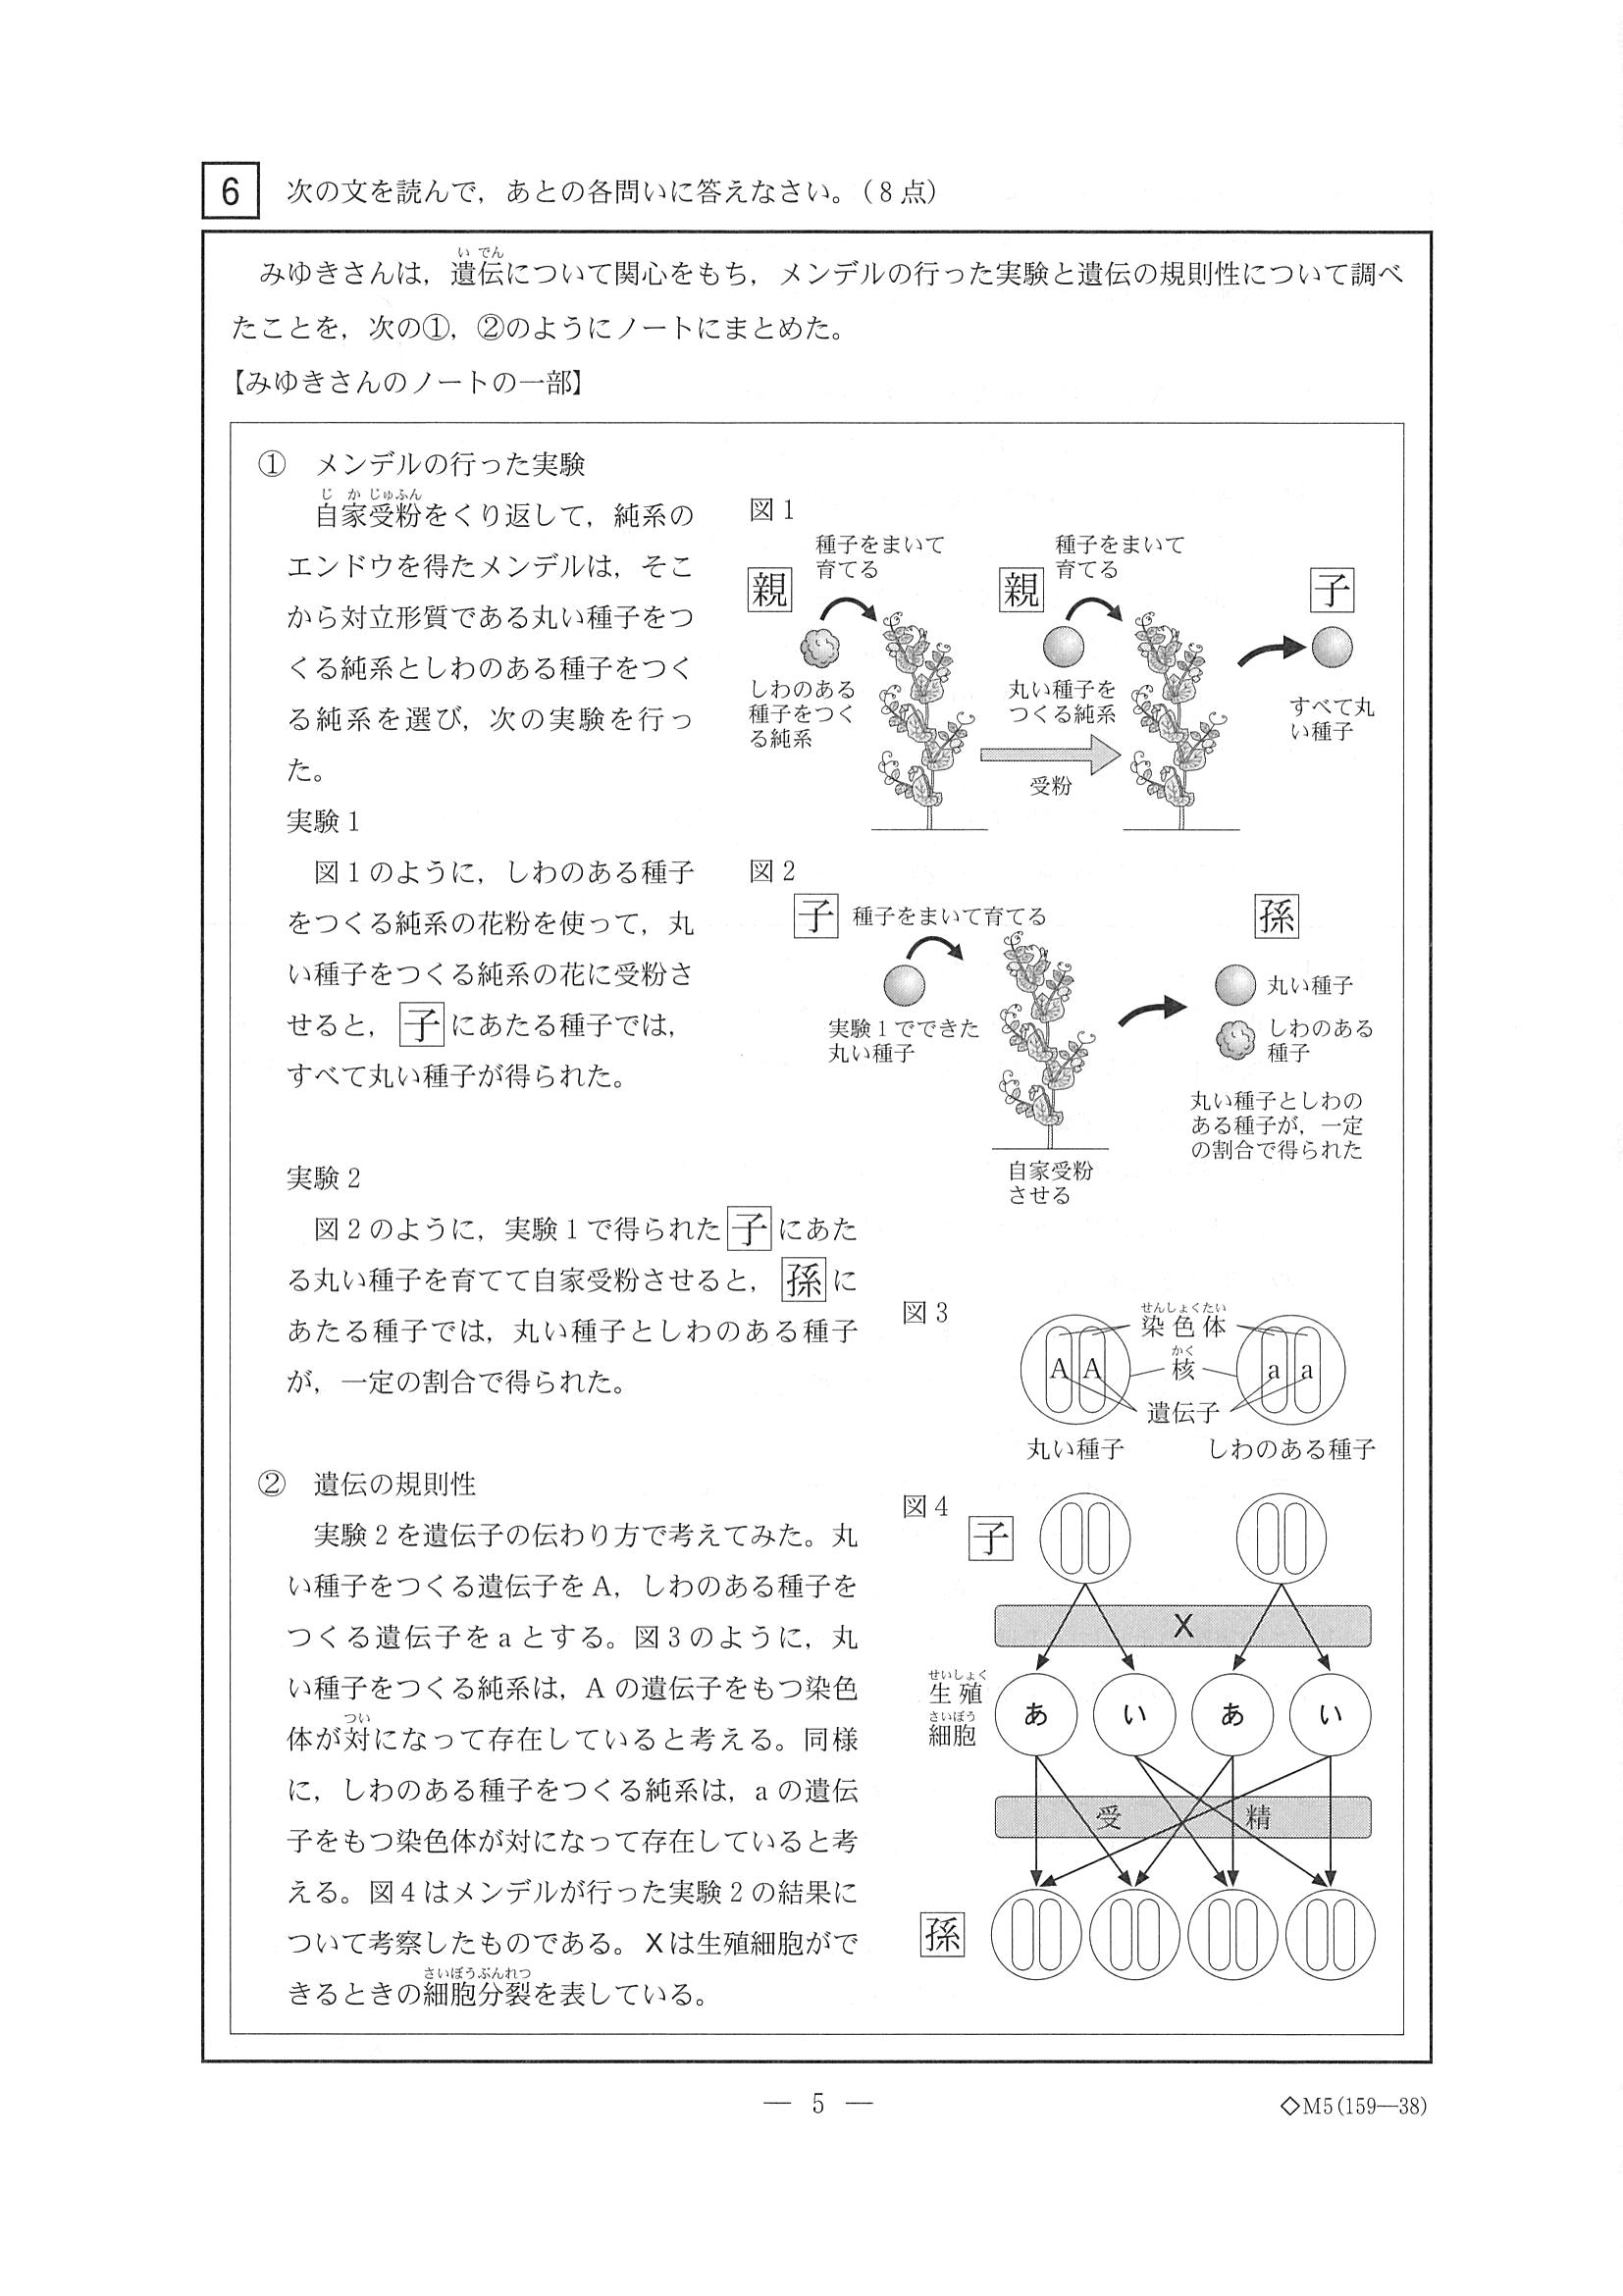 6 次の文を読んで，あとの各問いに答えなさい。（8点）
みゆきさんは，遺伝について関心をもち，メンデルの行った実験と遺伝の規則性について調べ
たことを，次の①，②のようにノートにまとめた。
【みゆきさんのノートの一部】
① メンデルの行った実験
自家受粉をくり返して，純系の
エンドウを得たメンデルは，そこ
から対立形質である丸い種子をつ
くる純系としわのある種子をつく
る純系を選び，次の実験を行っ
た。
実験1
図1のように，しわのある種子
をつくる純系の花粉を使って，丸
い種子をつくる純系の花に受粉さ
せると，子にあたる種子では，
すべて丸い種子が得られた。
図1
親
種子をまいて
育てる
しわのある
種子をつく
る純系
受粉
親
種子をまいて
育てる
丸い種子を
つくる純系
子
すべて丸
い種子
図2
子
種子をまいて育てる
実験1でできた
丸い種子
自家受粉
させる
孫
丸い種子
しわのある
種子
丸い種子としわの
ある種子が，一定
の割合で得られた
実験2
図2のように，実験1で得られた子にあた
る丸い種子を育てて自家受粉させると，孫に
あたる種子では，丸い種子としわのある種子
が，一定の割合で得られた。
図3
せんしょくたい
染色体
かく
核
A A
a a
遺伝子
丸い種子
しわのある種子
② 遺伝の規則性
実験2を遺伝子の伝わり方で考えてみた。丸
い種子をつくる遺伝子をA，しわのある種子を
つくる遺伝子をaとする。図3のように，丸
い種子をつくる純系は，Aの遺伝子をもつ染色
体が対になって存在していると考える。同様
に，しわのある種子をつくる純系は，aの遺伝
子をもつ染色体が対になって存在していると考
える。図4はメンデルが行った実験2の結果に
ついて考察したものである。Xは生殖細胞がで
きるときの細胞分裂を表している。
図4
子
X
せいしょく
生殖
さいぼう
細胞
あ い あ い
受 精
孫
― 5 ―
◇M5(159―38)